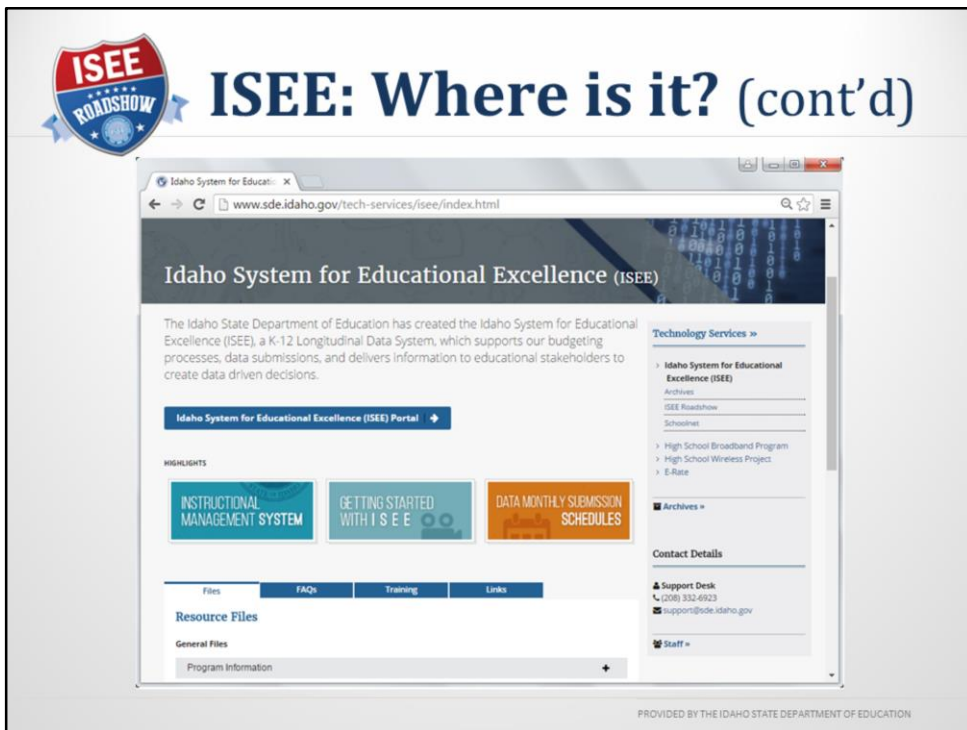 ISEE
ROADSHOW
ISEE: Where is it? (cont'd)
Idaho System for Educatio
www.sde.idaho.gov/tech-services/isee/index.html
Idaho System for Educational Excellence (ISEE)
The Idaho State Department of Education has created the Idaho System for Educational
Excellence (ISEE), a K-12 Longitudinal Data System, which supports our budgeting
processes, data submissions, and delivers information to educational stakeholders to
create data driven decisions.
Idaho System for Educational Excellence (ISEE) Portal
HIGHLIGHTS
INSTRUCTIONAL
MANAGEMENT SYSTEM
GETTING STARTED
WITH ISEE
DATA MONTHLY SUBMISSION
SCHEDULES
Files FAQs Training Links
Resource Files
General Files
Program Information +
Technology Services »
> Idaho System for Educational
Excellence (ISEE)
Archives
ISEE Roadshow
Schoolnet
> High School Broadband Program
> High School Wireless Project
> E-Rate
Archives »
Contact Details
Support Desk
(208) 332-6923
support@sde.idaho.gov
Staff »
PROVIDED BY THE IDAHO STATE DEPARTMENT OF EDUCATION